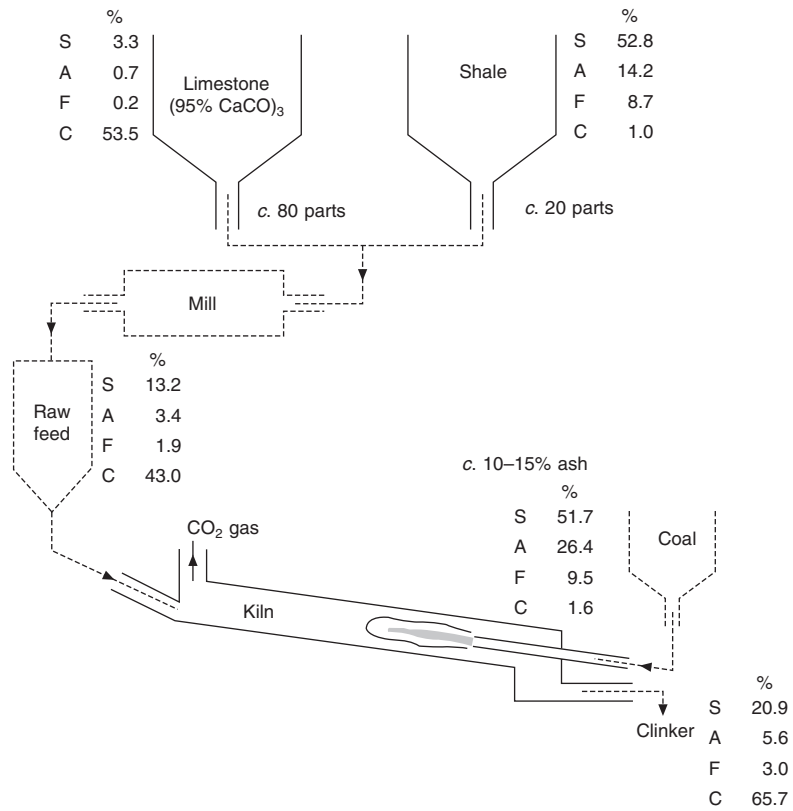 %
S 3.3
A 0.7
F 0.2
C 53.5
Limestone
(95% CaCO)₃
Shale
%
S 52.8
A 14.2
F 8.7
C 1.0
c. 80 parts
c. 20 parts
Mill
Raw
feed
%
S 13.2
A 3.4
F 1.9
C 43.0
CO₂ gas
Kiln
c. 10–15% ash
%
S 51.7
A 26.4
F 9.5
C 1.6
Coal
Clinker
%
S 20.9
A 5.6
F 3.0
C 65.7